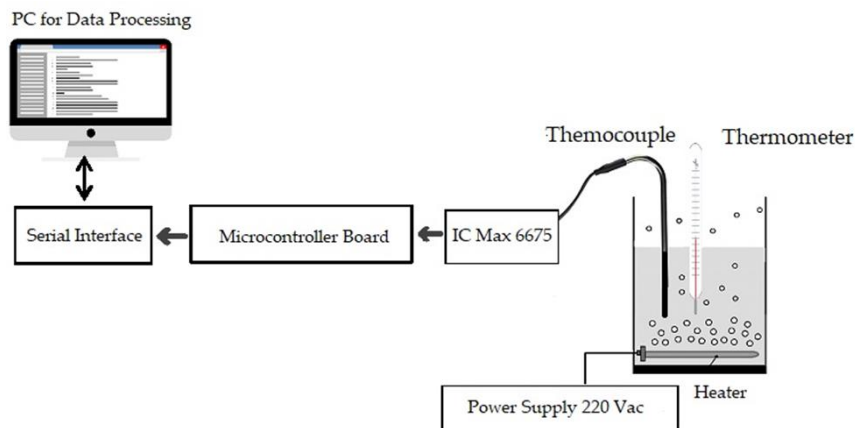 PC for Data Processing
Themocouple
Thermometer
Serial Interface
Microcontroller Board
IC Max 6675
Heater
Power Supply 220 Vac